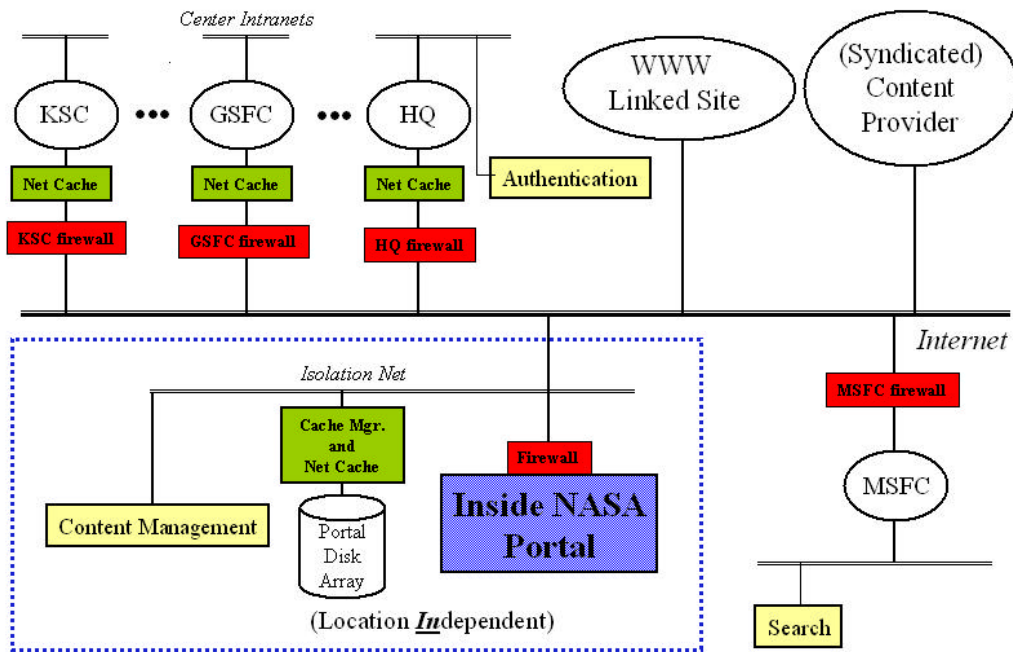 Center Intranets
KSC
GSFC
HQ
WWW
Linked Site
(Syndicated)
Content
Provider
Net Cache
Net Cache
Net Cache
Authentication
KSC firewall
GSFC firewall
HQ firewall
Internet
Isolation Net
MSFC firewall
Cache Mgr.
and
Net Cache
Firewall
MSFC
Content Management
Portal
Disk
Array
Inside NASA
Portal
(Location Independent)
Search